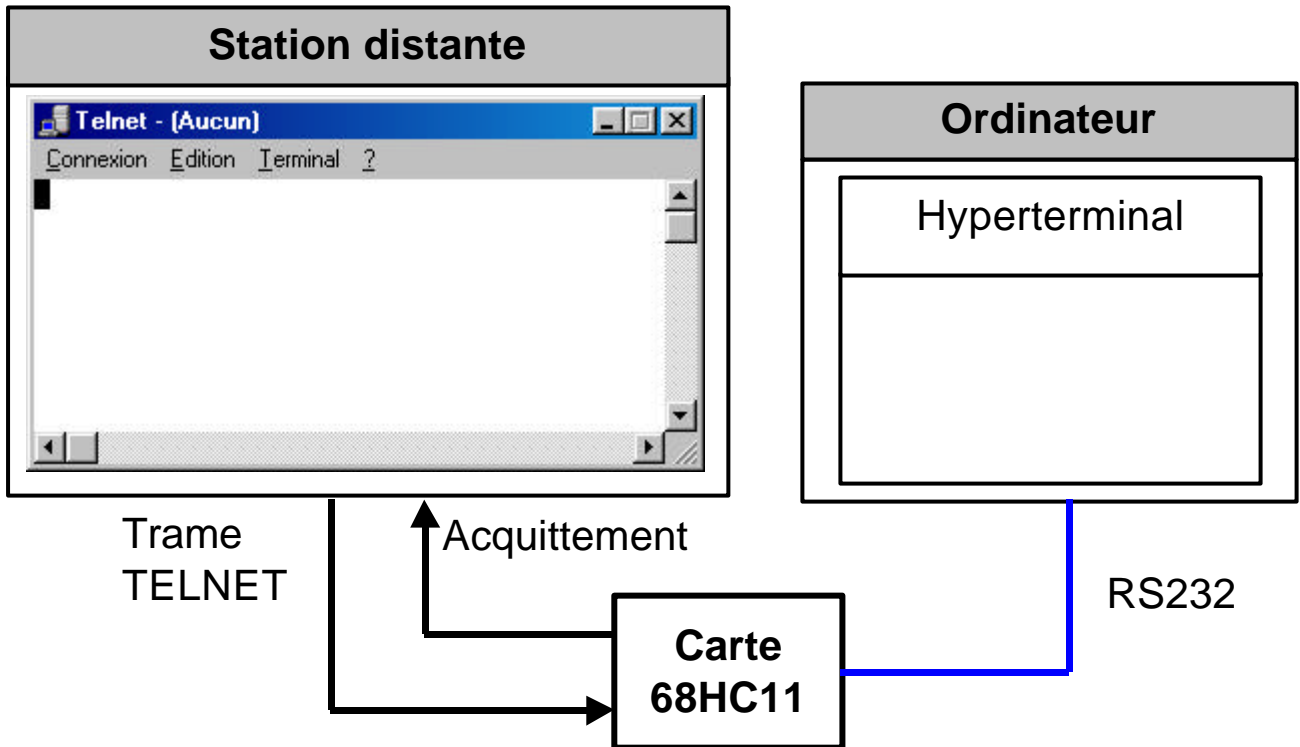 Station distante
Telnet - (Aucun)
Connexion Edition Terminal ?
Ordinateur
Hyperterminal
Trame
TELNET
Acquittement
RS232
Carte
68HC11